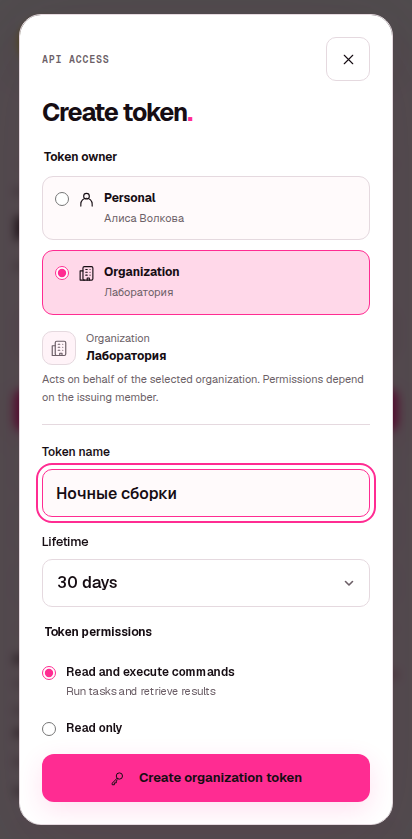 API ACCESS
Create token.
Token owner
Personal
Алиса Волкова
Organization
Лаборатория
Organization
Лаборатория
Acts on behalf of the selected organization. Permissions depend
on the issuing member.
Token name
Ночные сборки
Lifetime
30 days
Token permissions
Read and execute commands
Run tasks and retrieve results
Read only
Create organization token